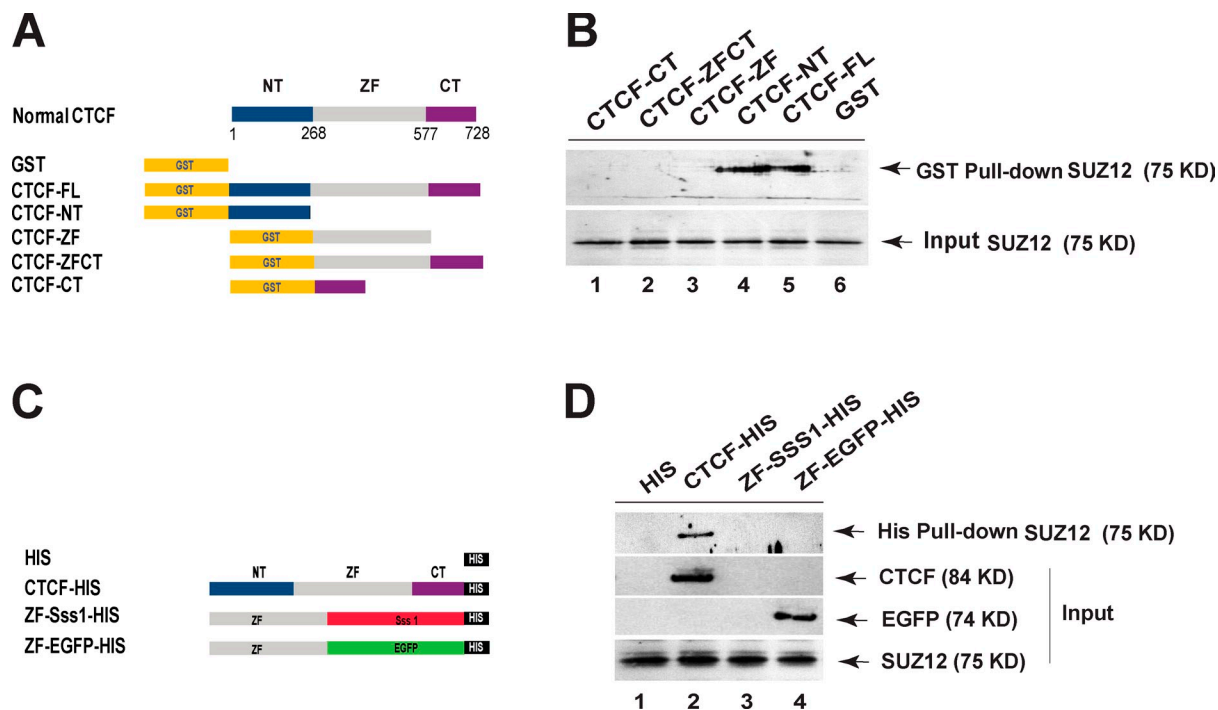 A
NT ZF CT
Normal CTCF
1 268 577 728
GST GST
CTCF-FL GST
CTCF-NT GST
CTCF-ZF GST
CTCF-ZFCT GST
CTCF-CT GST
B
CTCF-CT
CTCF-ZFCT
CTCF-ZF
CTCF-NT
CTCF-FL
GST
GST Pull-down SUZ12 (75 KD)
Input SUZ12 (75 KD)
1 2 3 4 5 6
C
HIS HIS
NT ZF CT
CTCF-HIS HIS
ZF-Sss1-HIS ZF Sss 1 HIS
ZF-EGFP-HIS ZF EGFP HIS
D
HIS
CTCF-HIS
ZF-SSS1-HIS
ZF-EGFP-HIS
His Pull-down SUZ12 (75 KD)
CTCF (84 KD)
EGFP (74 KD)
SUZ12 (75 KD)
Input
1 2 3 4